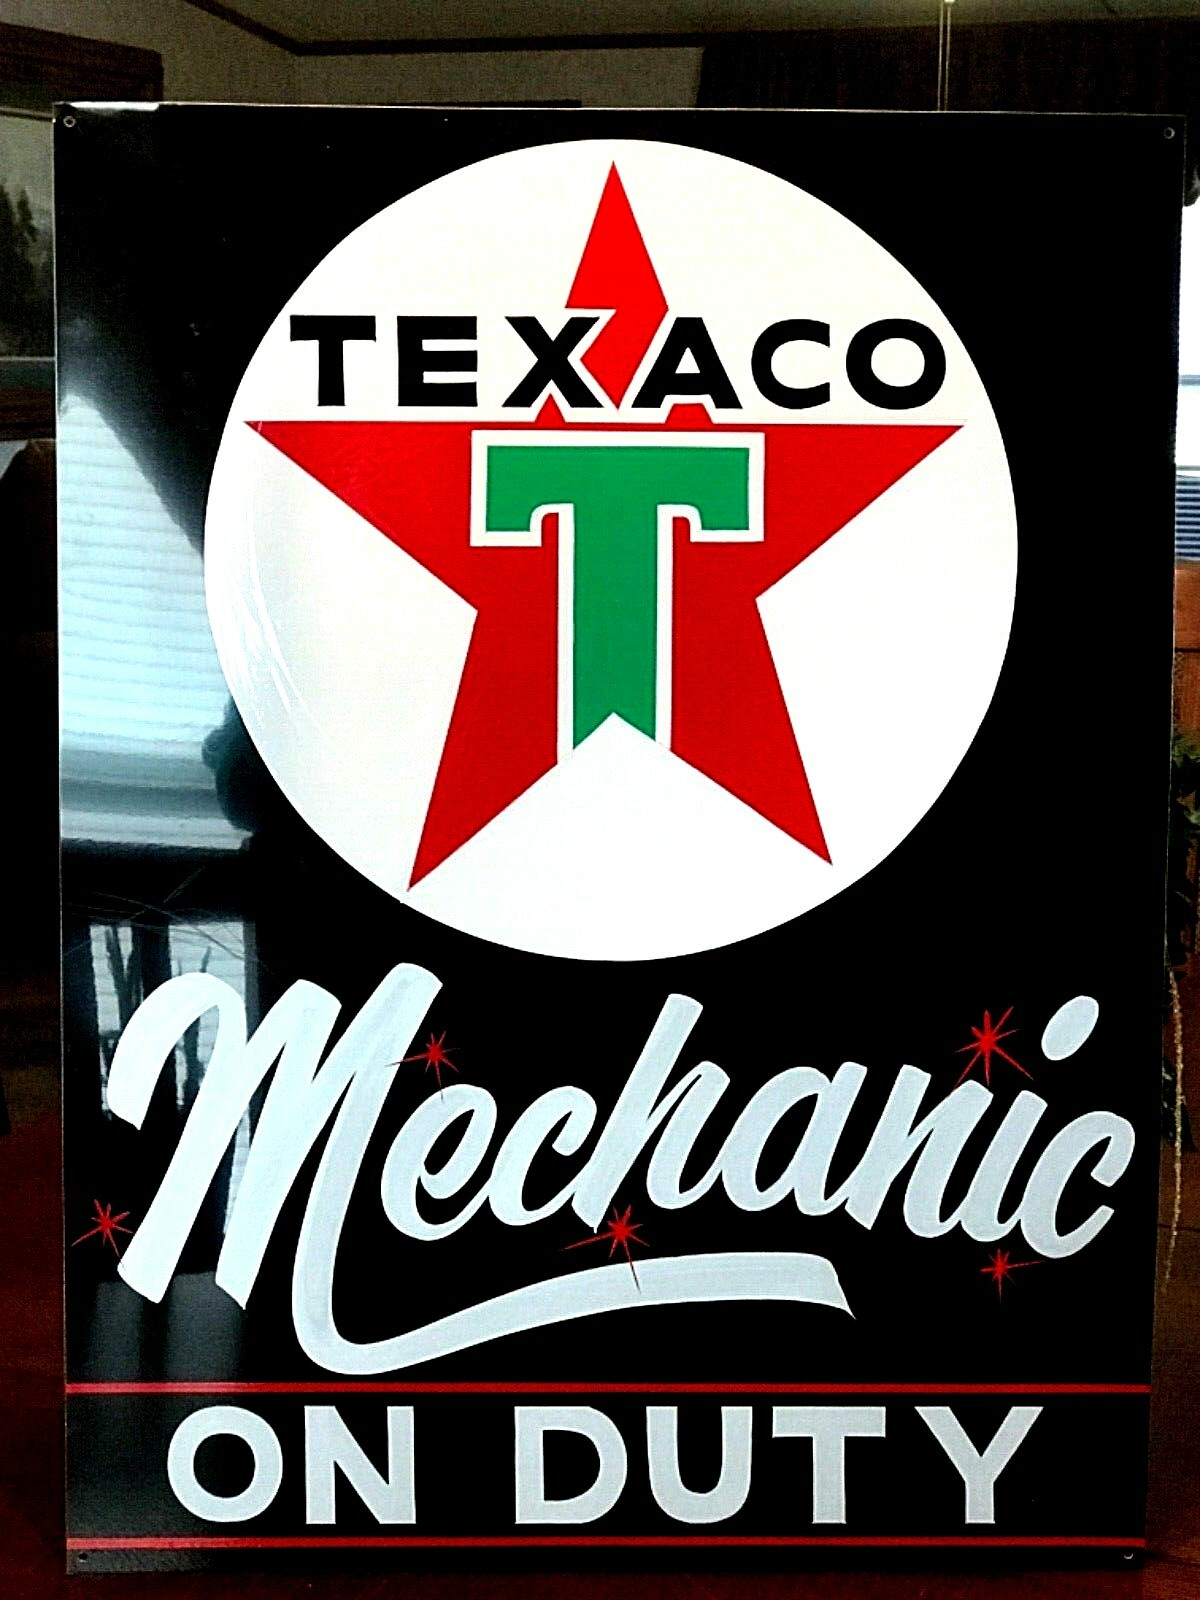 TEXACO
T
Mechanic
ON DUTY